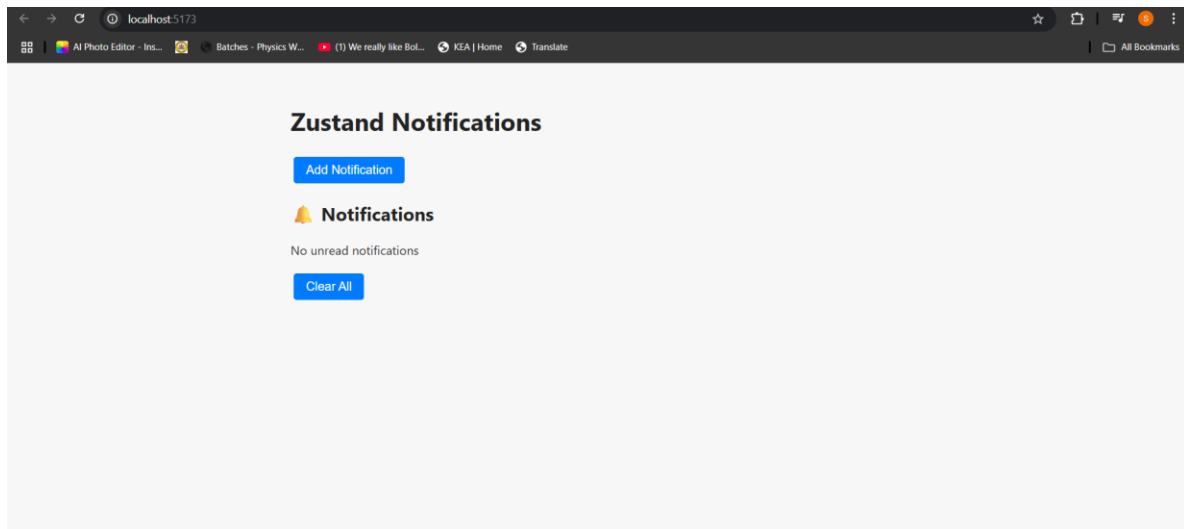 localhost:5173
AI Photo Editor - Ins... Batches - Physics W... (1) We really like Bol... KEA | Home Translate All Bookmarks
Zustand Notifications
Add Notification
🔔 Notifications
No unread notifications
Clear All